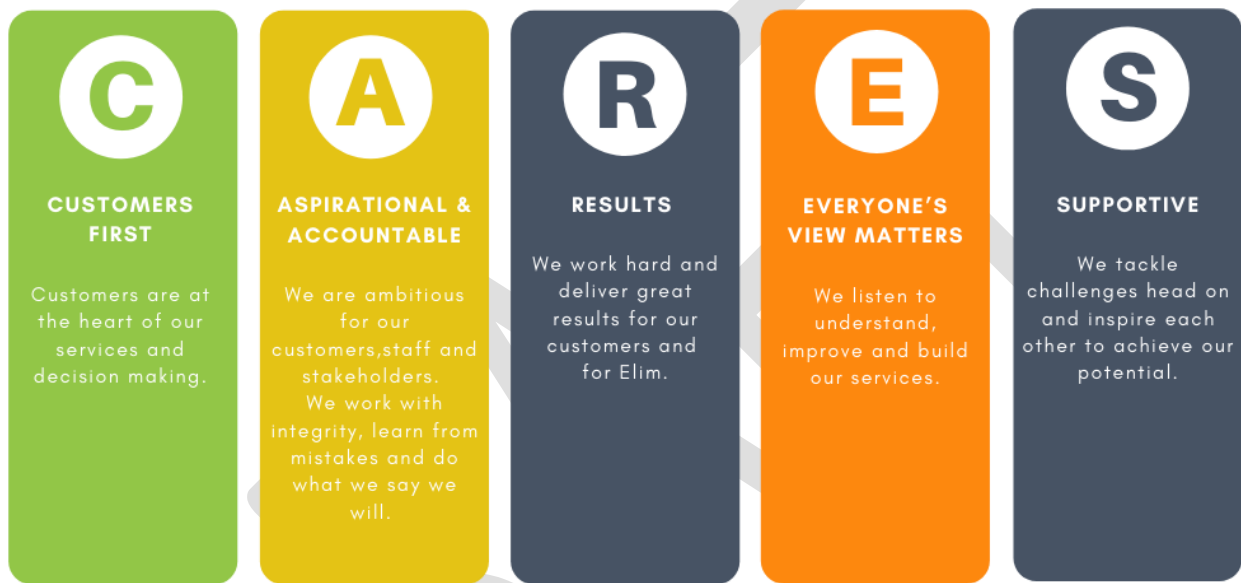 C
CUSTOMERS
FIRST
Customers are at
the heart of our
services and
decision making.
A
ASPIRATIONAL &
ACCOUNTABLE
We are ambitious
for our
customers,staff and
stakeholders.
We work with
integrity, learn from
mistakes and do
what we say we
will.
R
RESULTS
We work hard and
deliver great
results for our
customers and
for Elim.
E
EVERYONE’S
VIEW MATTERS
We listen to
understand,
improve and build
our services.
S
SUPPORTIVE
We tackle
challenges head on
and inspire each
other to achieve our
potential.